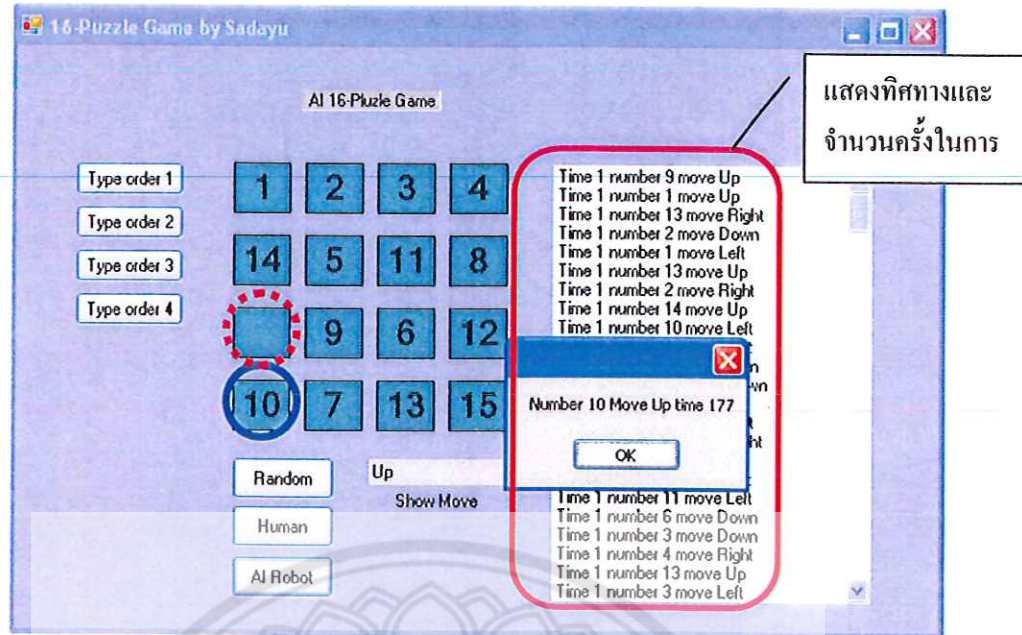 16-Puzzle Game by Sadayu
แสดงทิศทางและ
จำนวนครั้งในการ
AI 16-Pluzle Game
Type order 1
Type order 2
Type order 3
Type order 4
1 2 3 4
14 5 11 8
9 6 12
10 7 13 15
Random
Human
AI Robot
Up
Show Move
Time 1 number 9 move Up
Time 1 number 1 move Up
Time 1 number 13 move Right
Time 1 number 2 move Down
Time 1 number 1 move Left
Time 1 number 13 move Up
Time 1 number 2 move Right
Time 1 number 14 move Up
Time 1 number 10 move Left
Number 10 Move Up time 177
OK
Time 1 number 11 move Left
Time 1 number 6 move Down
Time 1 number 3 move Down
Time 1 number 4 move Right
Time 1 number 13 move Up
Time 1 number 3 move Left